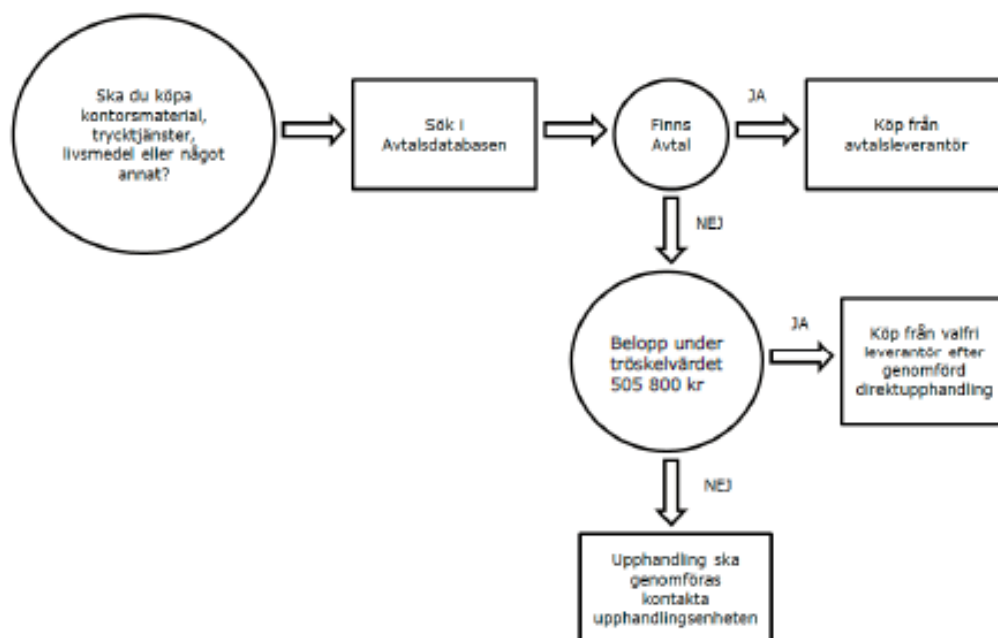 Ska du köpa
kontorsmaterial,
trycktjänster,
livsmedel eller något
annat?
Sök i
Avtalsdatabasen
Finns
Avtal
JA
Köp från
avtalsleverantör
NEJ
Belopp under
tröskelvärdet
505 800 kr
JA
Köp från valfri
leverantör efter
genomförd
direktupphandling
NEJ
Upphandling ska
genomföras
kontakta
upphandlingsenheten